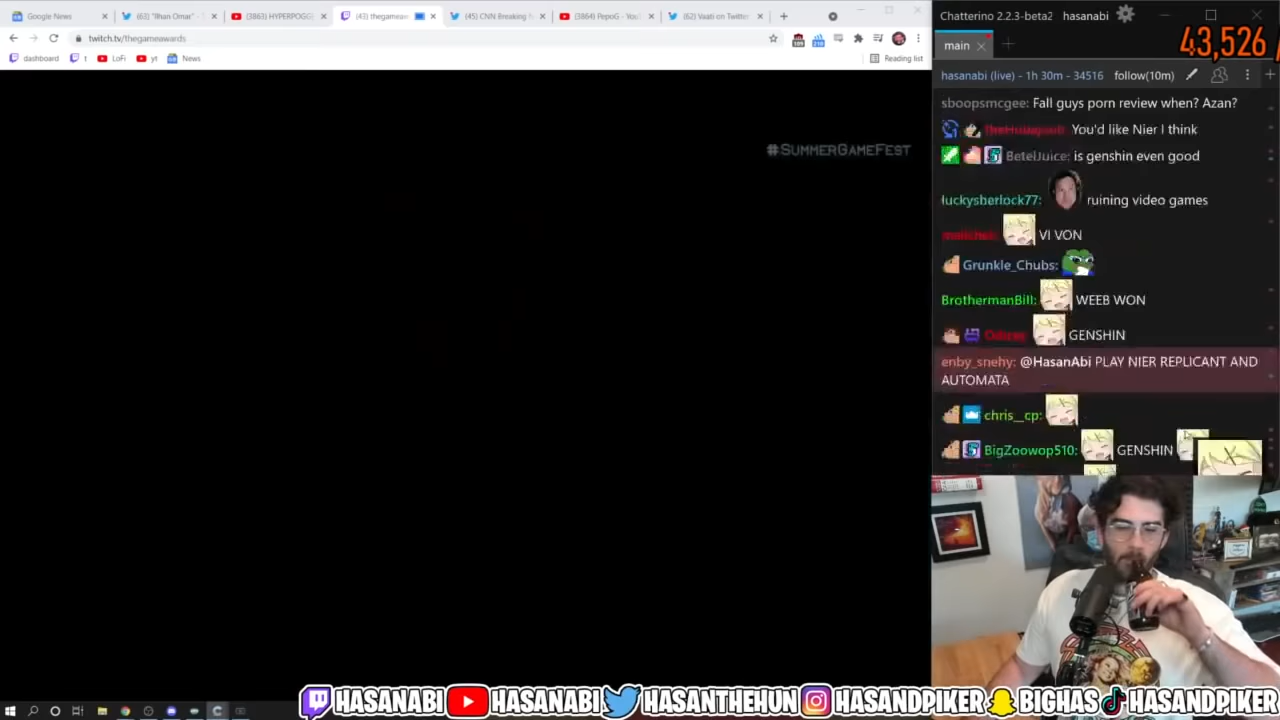 Google News
(63) "Ilhan Omar" - T
(3863) HYPERPOGG
(43) thegameaw
(45) CNN Breaking N
(3864) PepoG - You
(62) Vaati on Twitter
twitch.tv/thegameawards
dashboard t LoFi yt News Reading list
#SUMMERGAMEFEST
Chatterino 2.2.3-beta2 hasanabi
main
43,526
hasanabi (live) - 1h 30m - 34516 follow(10m)
sboopsmcgee: Fall guys porn review when? Azan?
You'd like Nier I think
BetelJuice: is genshin even good
luckysherlock77: ruining video games
VI VON
Grunkle_Chubs:
BrothermanBill: WEEB WON
GENSHIN
enby_snehy: @HasanAbi PLAY NIER REPLICANT AND
AUTOMATA
chris__cp:
BigZoowop510: GENSHIN
HASANABI HASANABI HASANTHEHUN HASANDPIKER BIGHAS HASANDPIKER